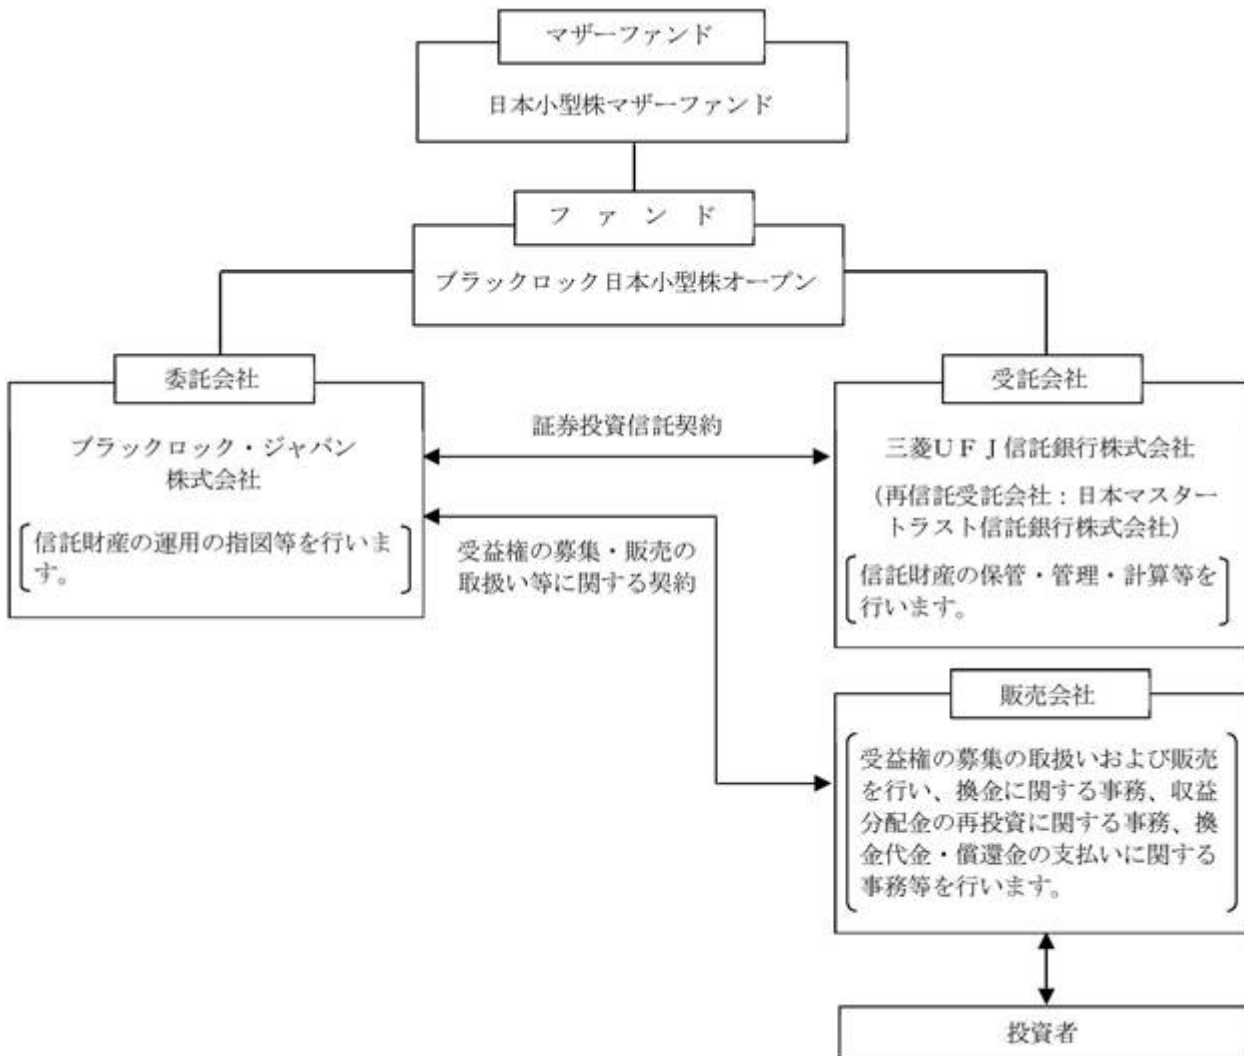 マザーファンド
日本小型株マザーファンド
ファンド
ブラックロック日本小型株オープン
委託会社
ブラックロック・ジャパン
株式会社
信託財産の運用の指図等を行いま
す。
証券投資信託契約
受益権の募集・販売の
取扱い等に関する契約
受託会社
三菱UFJ信託銀行株式会社
(再信託受託会社:日本マスター
トラスト信託銀行株式会社)
信託財産の保管・管理・計算等を
行います。
販売会社
受益権の募集の取扱いおよび販売
を行い、換金に関する事務、収益
分配金の再投資に関する事務、換
金代金・償還金の支払いに関する
事務等を行います。
投資者